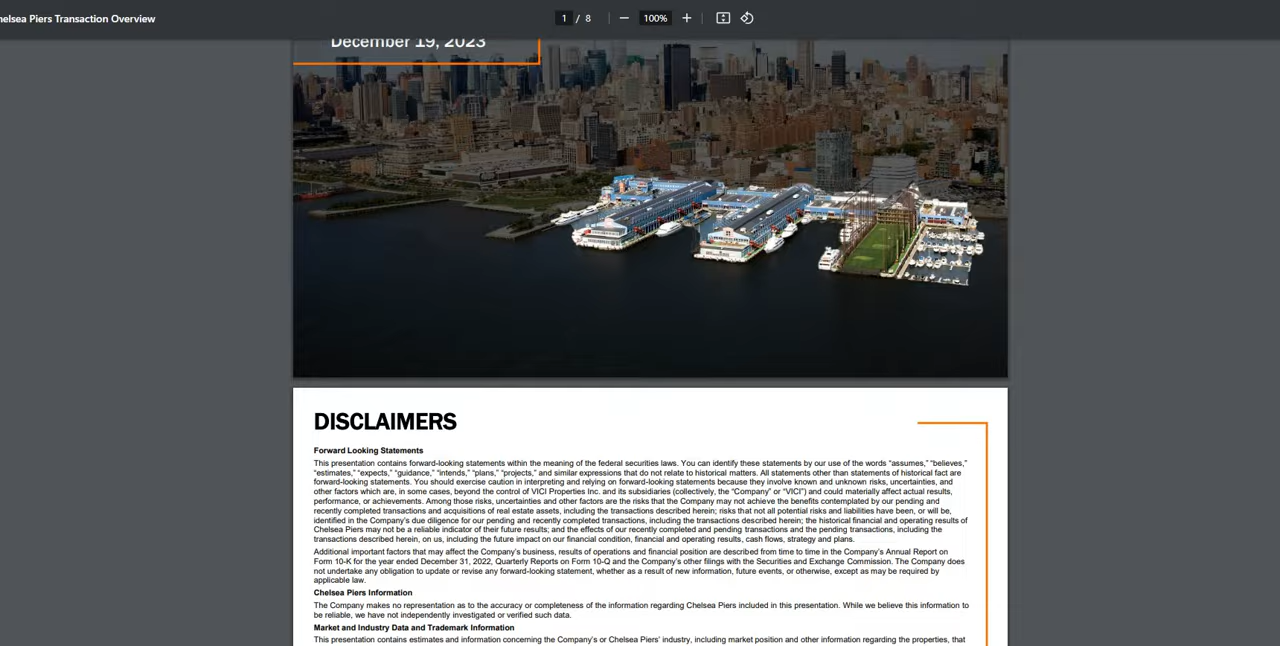 helsea Piers Transaction Overview
1 / 8
100%
December 19, 2023
DISCLAIMERS
Forward Looking Statements
This presentation contains forward-looking statements within the meaning of the federal securities laws. You can identify these statements by our use of the words “assumes,” “believes,”
“estimates,” “expects,” “guidance,” “intends,” “plans,” “projects,” and similar expressions that do not relate to historical matters. All statements other than statements of historical fact are
forward-looking statements. You should exercise caution in interpreting and relying on forward-looking statements because they involve known and unknown risks, uncertainties, and
other factors which are, in some cases, beyond the control of VICI Properties Inc. and its subsidiaries (collectively, the “Company” or “VICI”) and could materially affect actual results,
performance, or achievements. Among those risks, uncertainties and other factors are the risks that the Company may not achieve the benefits contemplated by our pending and
recently completed transactions and acquisitions of real estate assets, including the transactions described herein; risks that not all potential risks and liabilities have been, or will be,
identified in the Company’s due diligence for our pending and recently completed transactions, including the transactions described herein; the historical financial and operating results of
Chelsea Piers may not be a reliable indicator of their future results; and the effects of our recently completed and pending transactions and the pending transactions, including the
transactions described herein, on us, including the future impact on our financial condition, financial and operating results, cash flows, strategy and plans.
Additional important factors that may affect the Company’s business, results of operations and financial position are described from time to time in the Company’s Annual Report on
Form 10-K for the year ended December 31, 2022, Quarterly Reports on Form 10-Q and the Company’s other filings with the Securities and Exchange Commission. The Company does
not undertake any obligation to update or revise any forward-looking statement, whether as a result of new information, future events, or otherwise, except as may be required by
applicable law.
Chelsea Piers Information
The Company makes no representation as to the accuracy or completeness of the information regarding Chelsea Piers included in this presentation. While we believe this information to
be reliable, we have not independently investigated or verified such data.
Market and Industry Data and Trademark Information
This presentation contains estimates and information concerning the Company’s or Chelsea Piers’ industry, including market position and other information regarding the properties, that